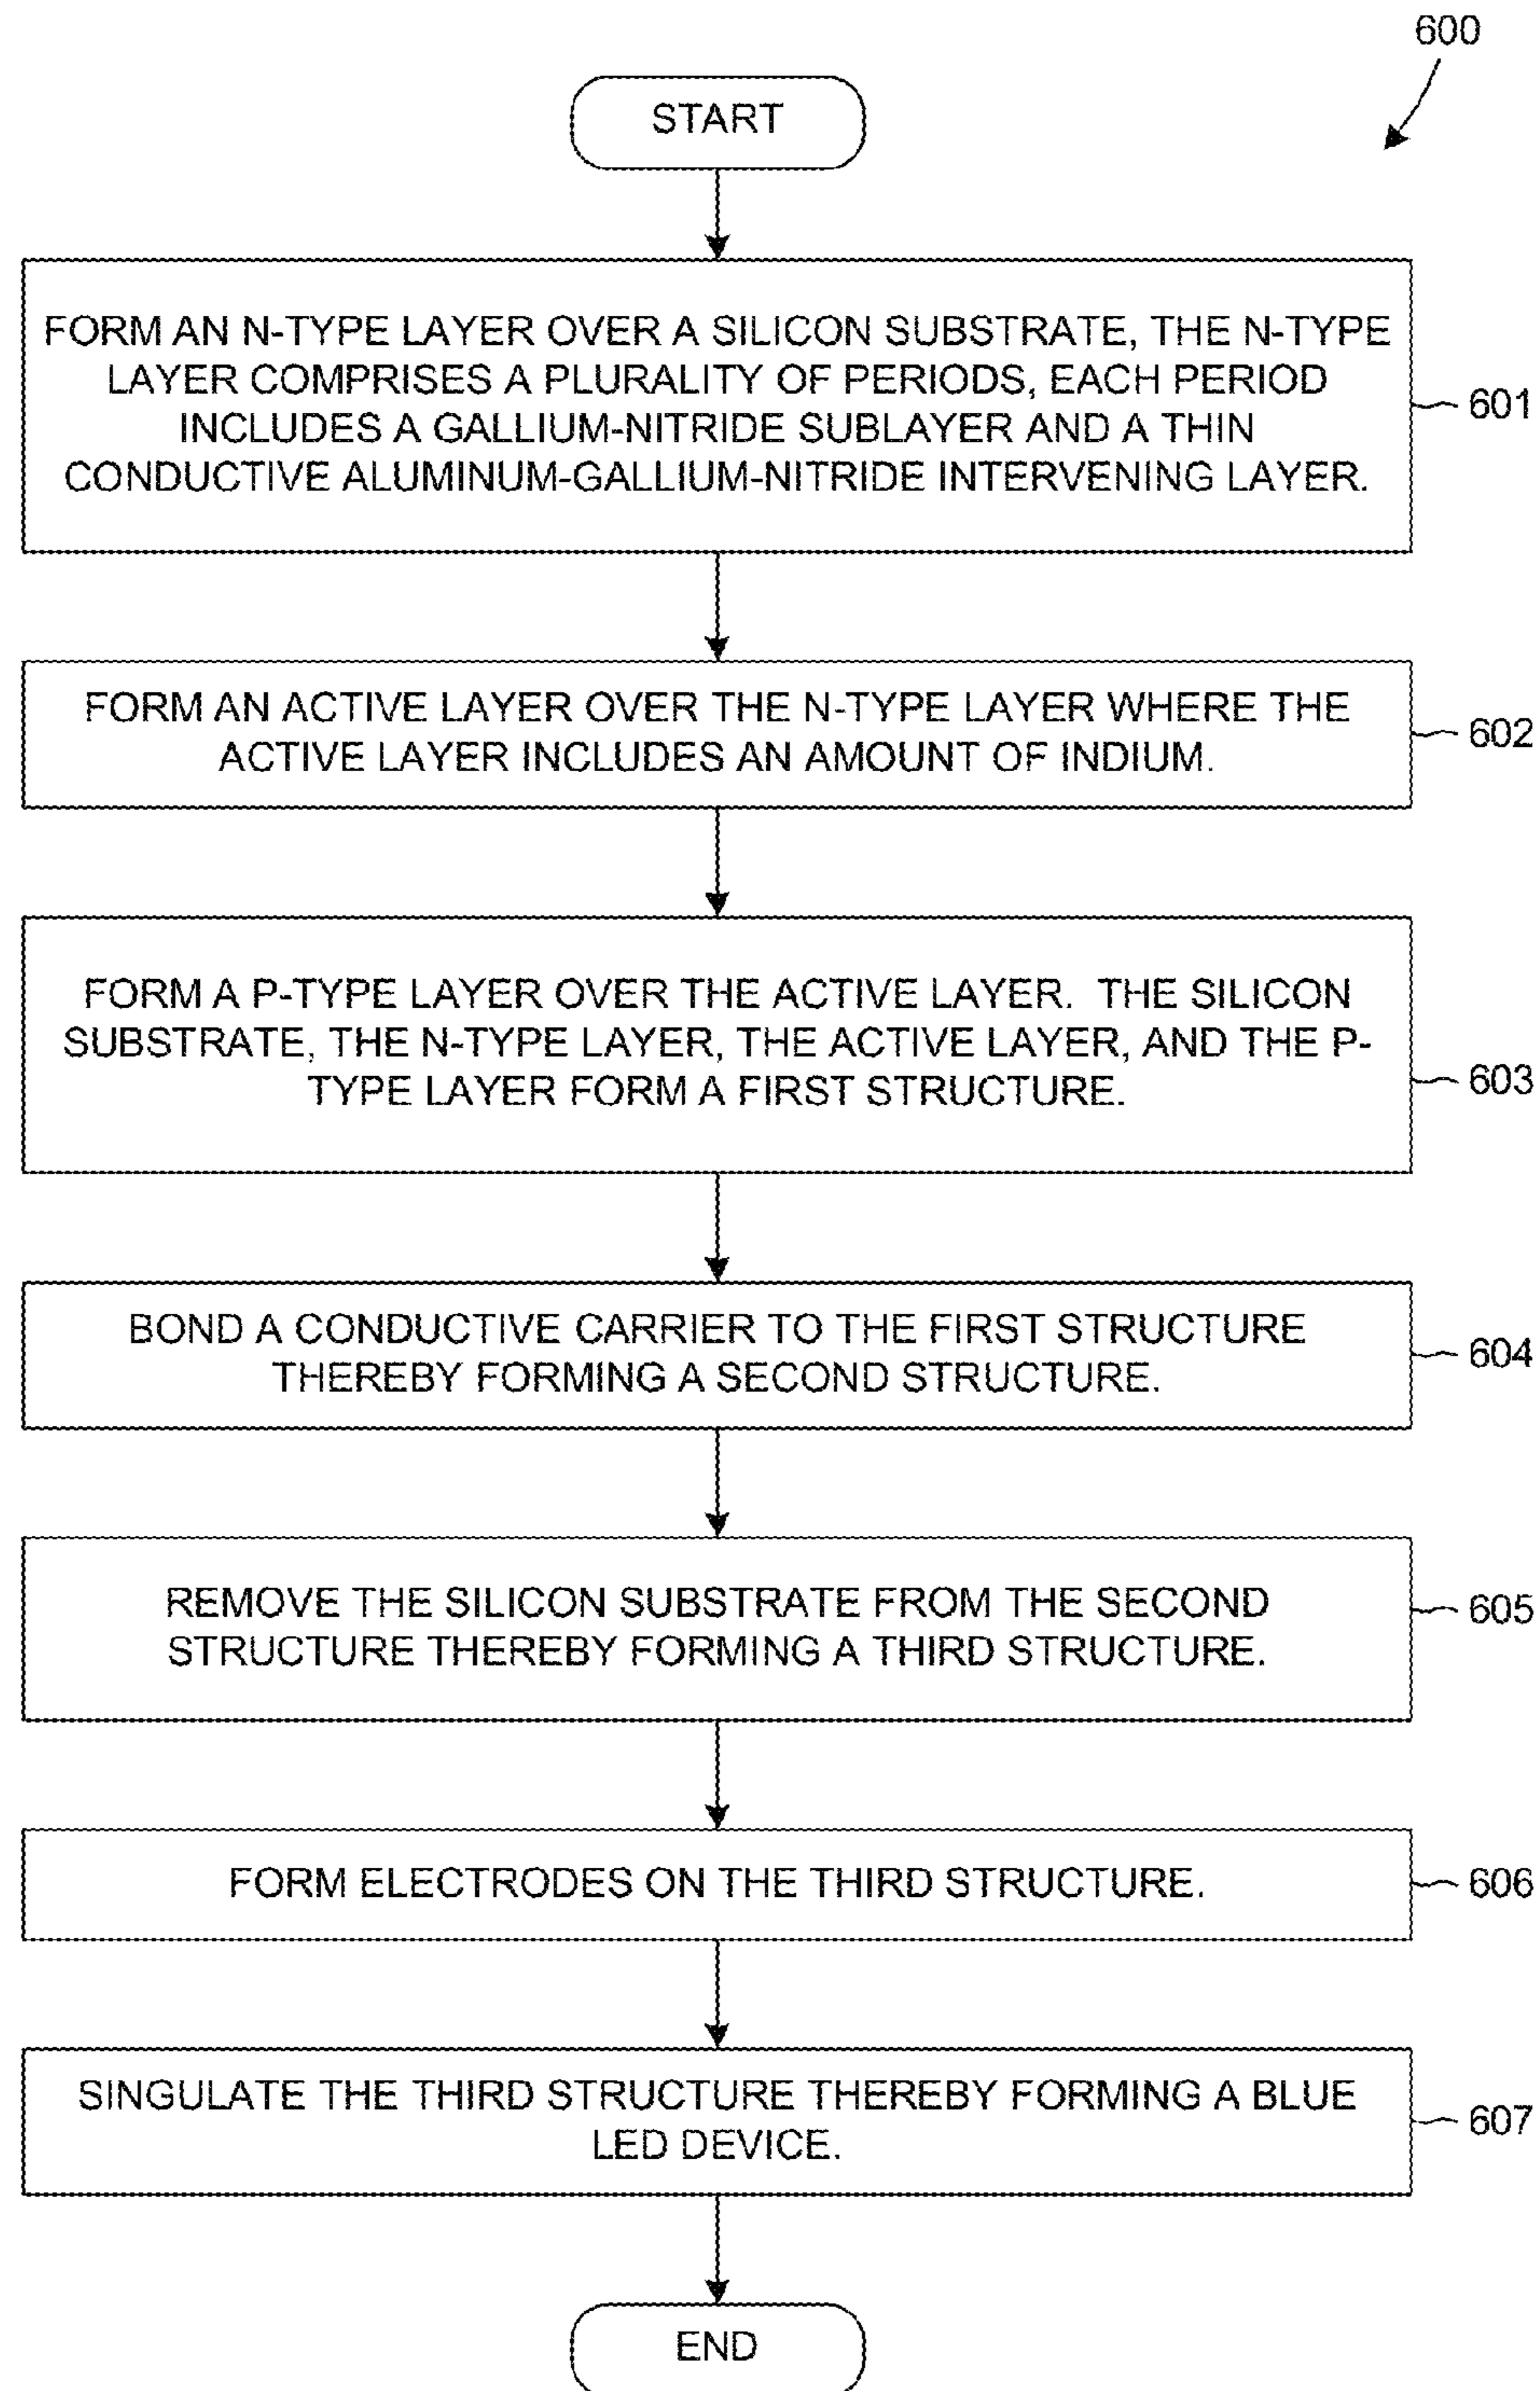 600
START
FORM AN N-TYPE LAYER OVER A SILICON SUBSTRATE, THE N-TYPE
LAYER COMPRISES A PLURALITY OF PERIODS, EACH PERIOD
INCLUDES A GALLIUM-NITRIDE SUBLAYER AND A THIN
CONDUCTIVE ALUMINUM-GALLIUM-NITRIDE INTERVENING LAYER.
601
FORM AN ACTIVE LAYER OVER THE N-TYPE LAYER WHERE THE
ACTIVE LAYER INCLUDES AN AMOUNT OF INDIUM.
602
FORM A P-TYPE LAYER OVER THE ACTIVE LAYER. THE SILICON
SUBSTRATE, THE N-TYPE LAYER, THE ACTIVE LAYER, AND THE P-
TYPE LAYER FORM A FIRST STRUCTURE.
603
BOND A CONDUCTIVE CARRIER TO THE FIRST STRUCTURE
THEREBY FORMING A SECOND STRUCTURE.
604
REMOVE THE SILICON SUBSTRATE FROM THE SECOND
STRUCTURE THEREBY FORMING A THIRD STRUCTURE.
605
FORM ELECTRODES ON THE THIRD STRUCTURE.
606
SINGULATE THE THIRD STRUCTURE THEREBY FORMING A BLUE
LED DEVICE.
607
END